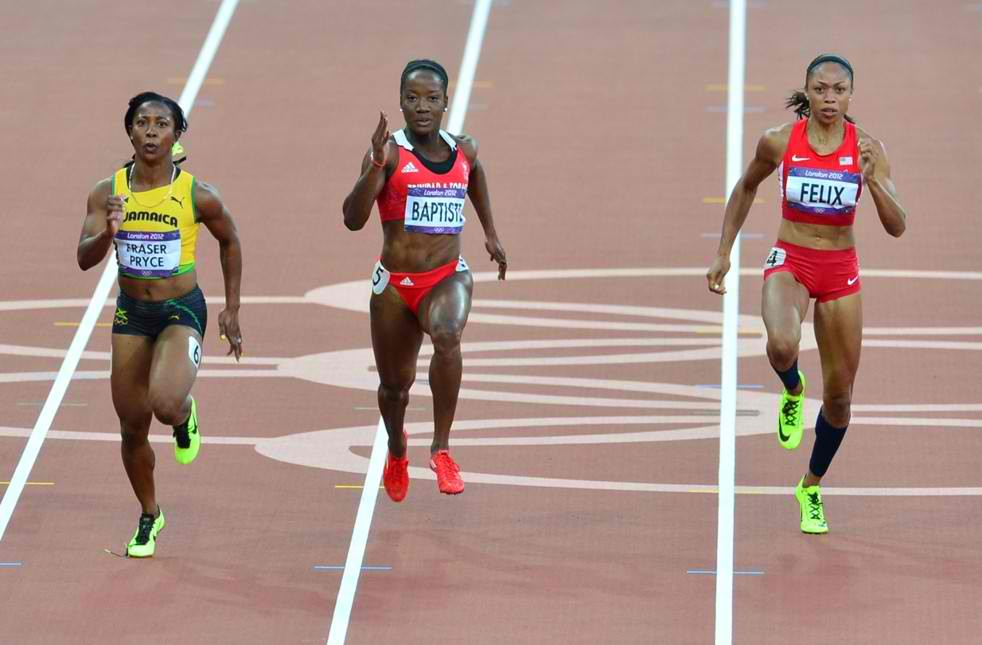 JAMAICA
London 2012
FRASER
PRYCE
6
London 2012
BAPTISTE
5
London 2012
FELIX
4